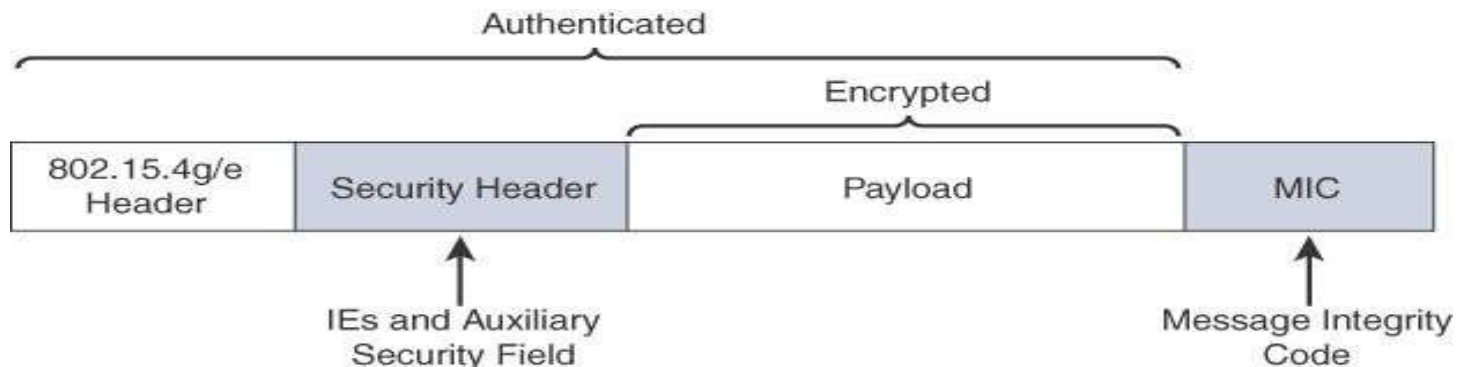 Authenticated
Encrypted
802.15.4g/e
Header
Security Header
Payload
MIC
IEs and Auxiliary
Security Field
Message Integrity
Code